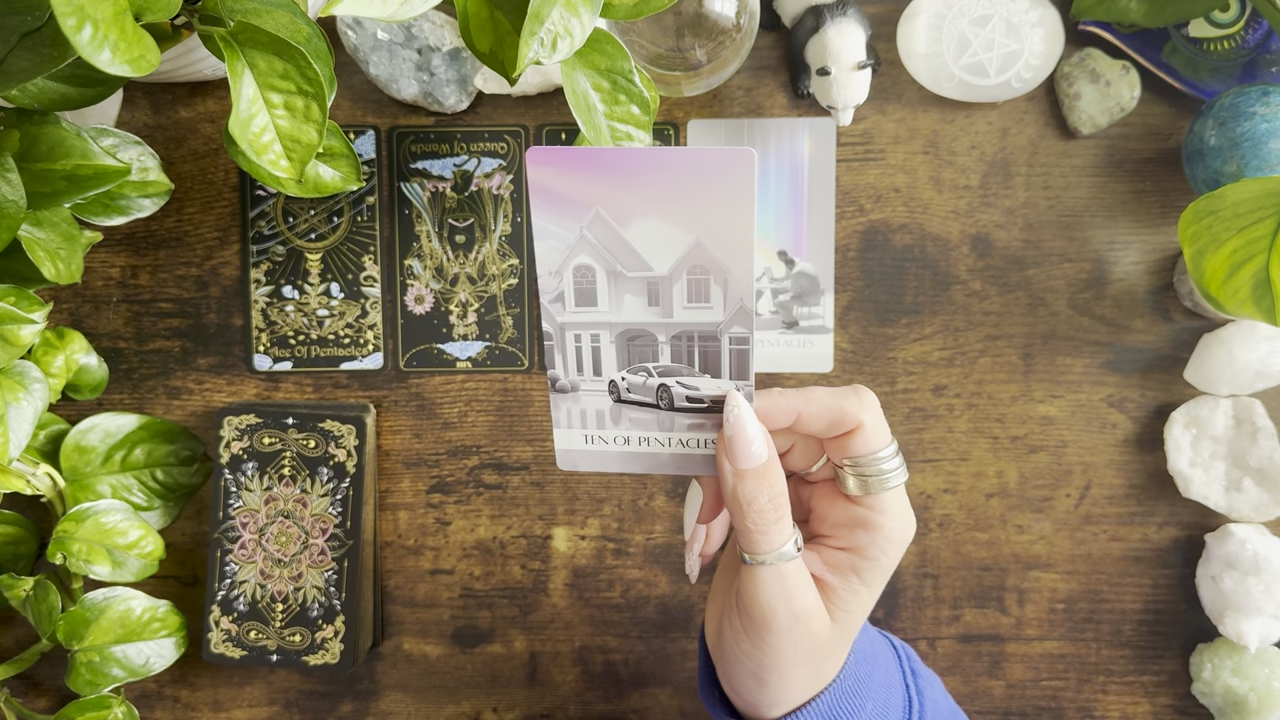 Ace Of Pentacles
Queen Of Wands
TEN OF PENTACLES
PENTACLES